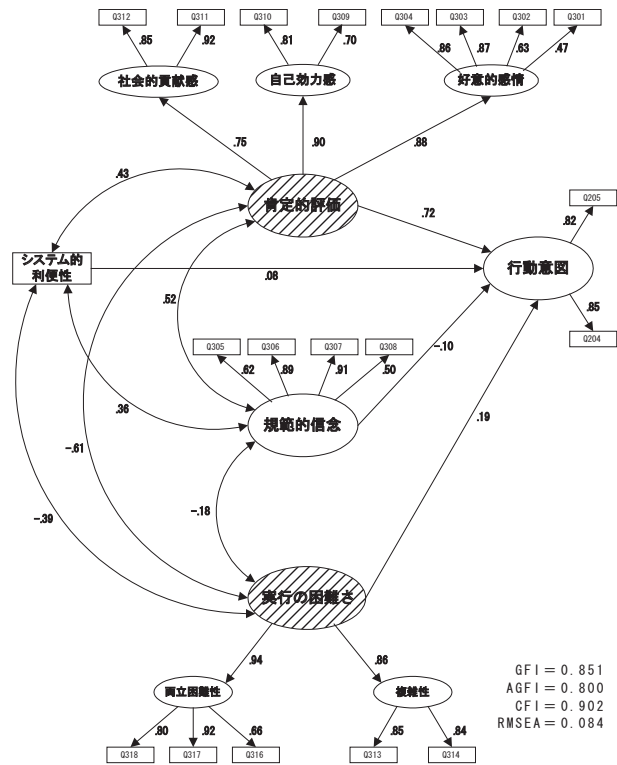 Q312
Q311
Q310
Q309
Q304
Q303
Q302
Q301
.85
.92
.81
.70
.86
.87
.63
.47
社会的貢献感
自己効力感
好意的感情
.75
.90
.88
.43
肯定的評価
.72
Q205
.82
システム的
利便性
.08
行動意図
.52
.85
Q204
Q305
Q306
Q307
Q308
-.10
.62
.89
.91
.50
.36
規範的信念
.19
-.61
-.18
-.39
実行の困難さ
.94
.86
両立困難性
複雑性
GFI=0.851
AGFI=0.800
CFI=0.902
RMSEA=0.084
.80
.92
.66
.85
.84
Q318
Q317
Q316
Q313
Q314